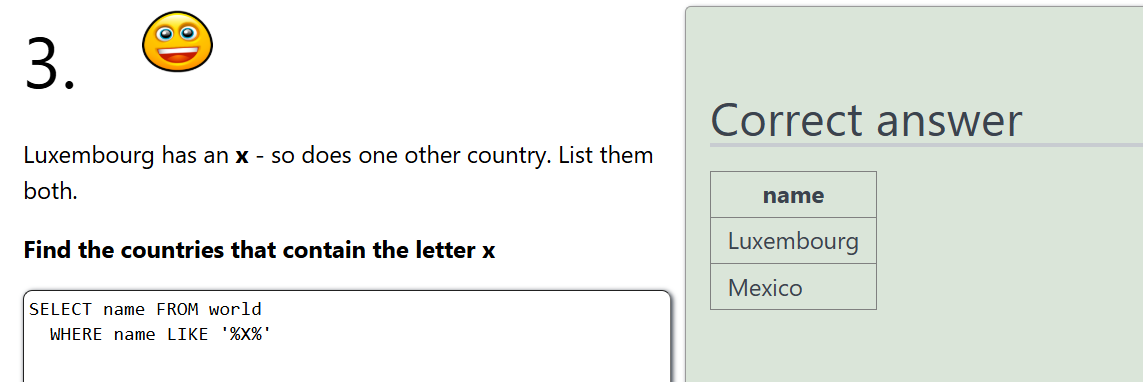 3.
Luxembourg has an x - so does one other country. List them
both.
Find the countries that contain the letter x
SELECT name FROM world
WHERE name LIKE '%X%'
Correct answer
name
Luxembourg
Mexico